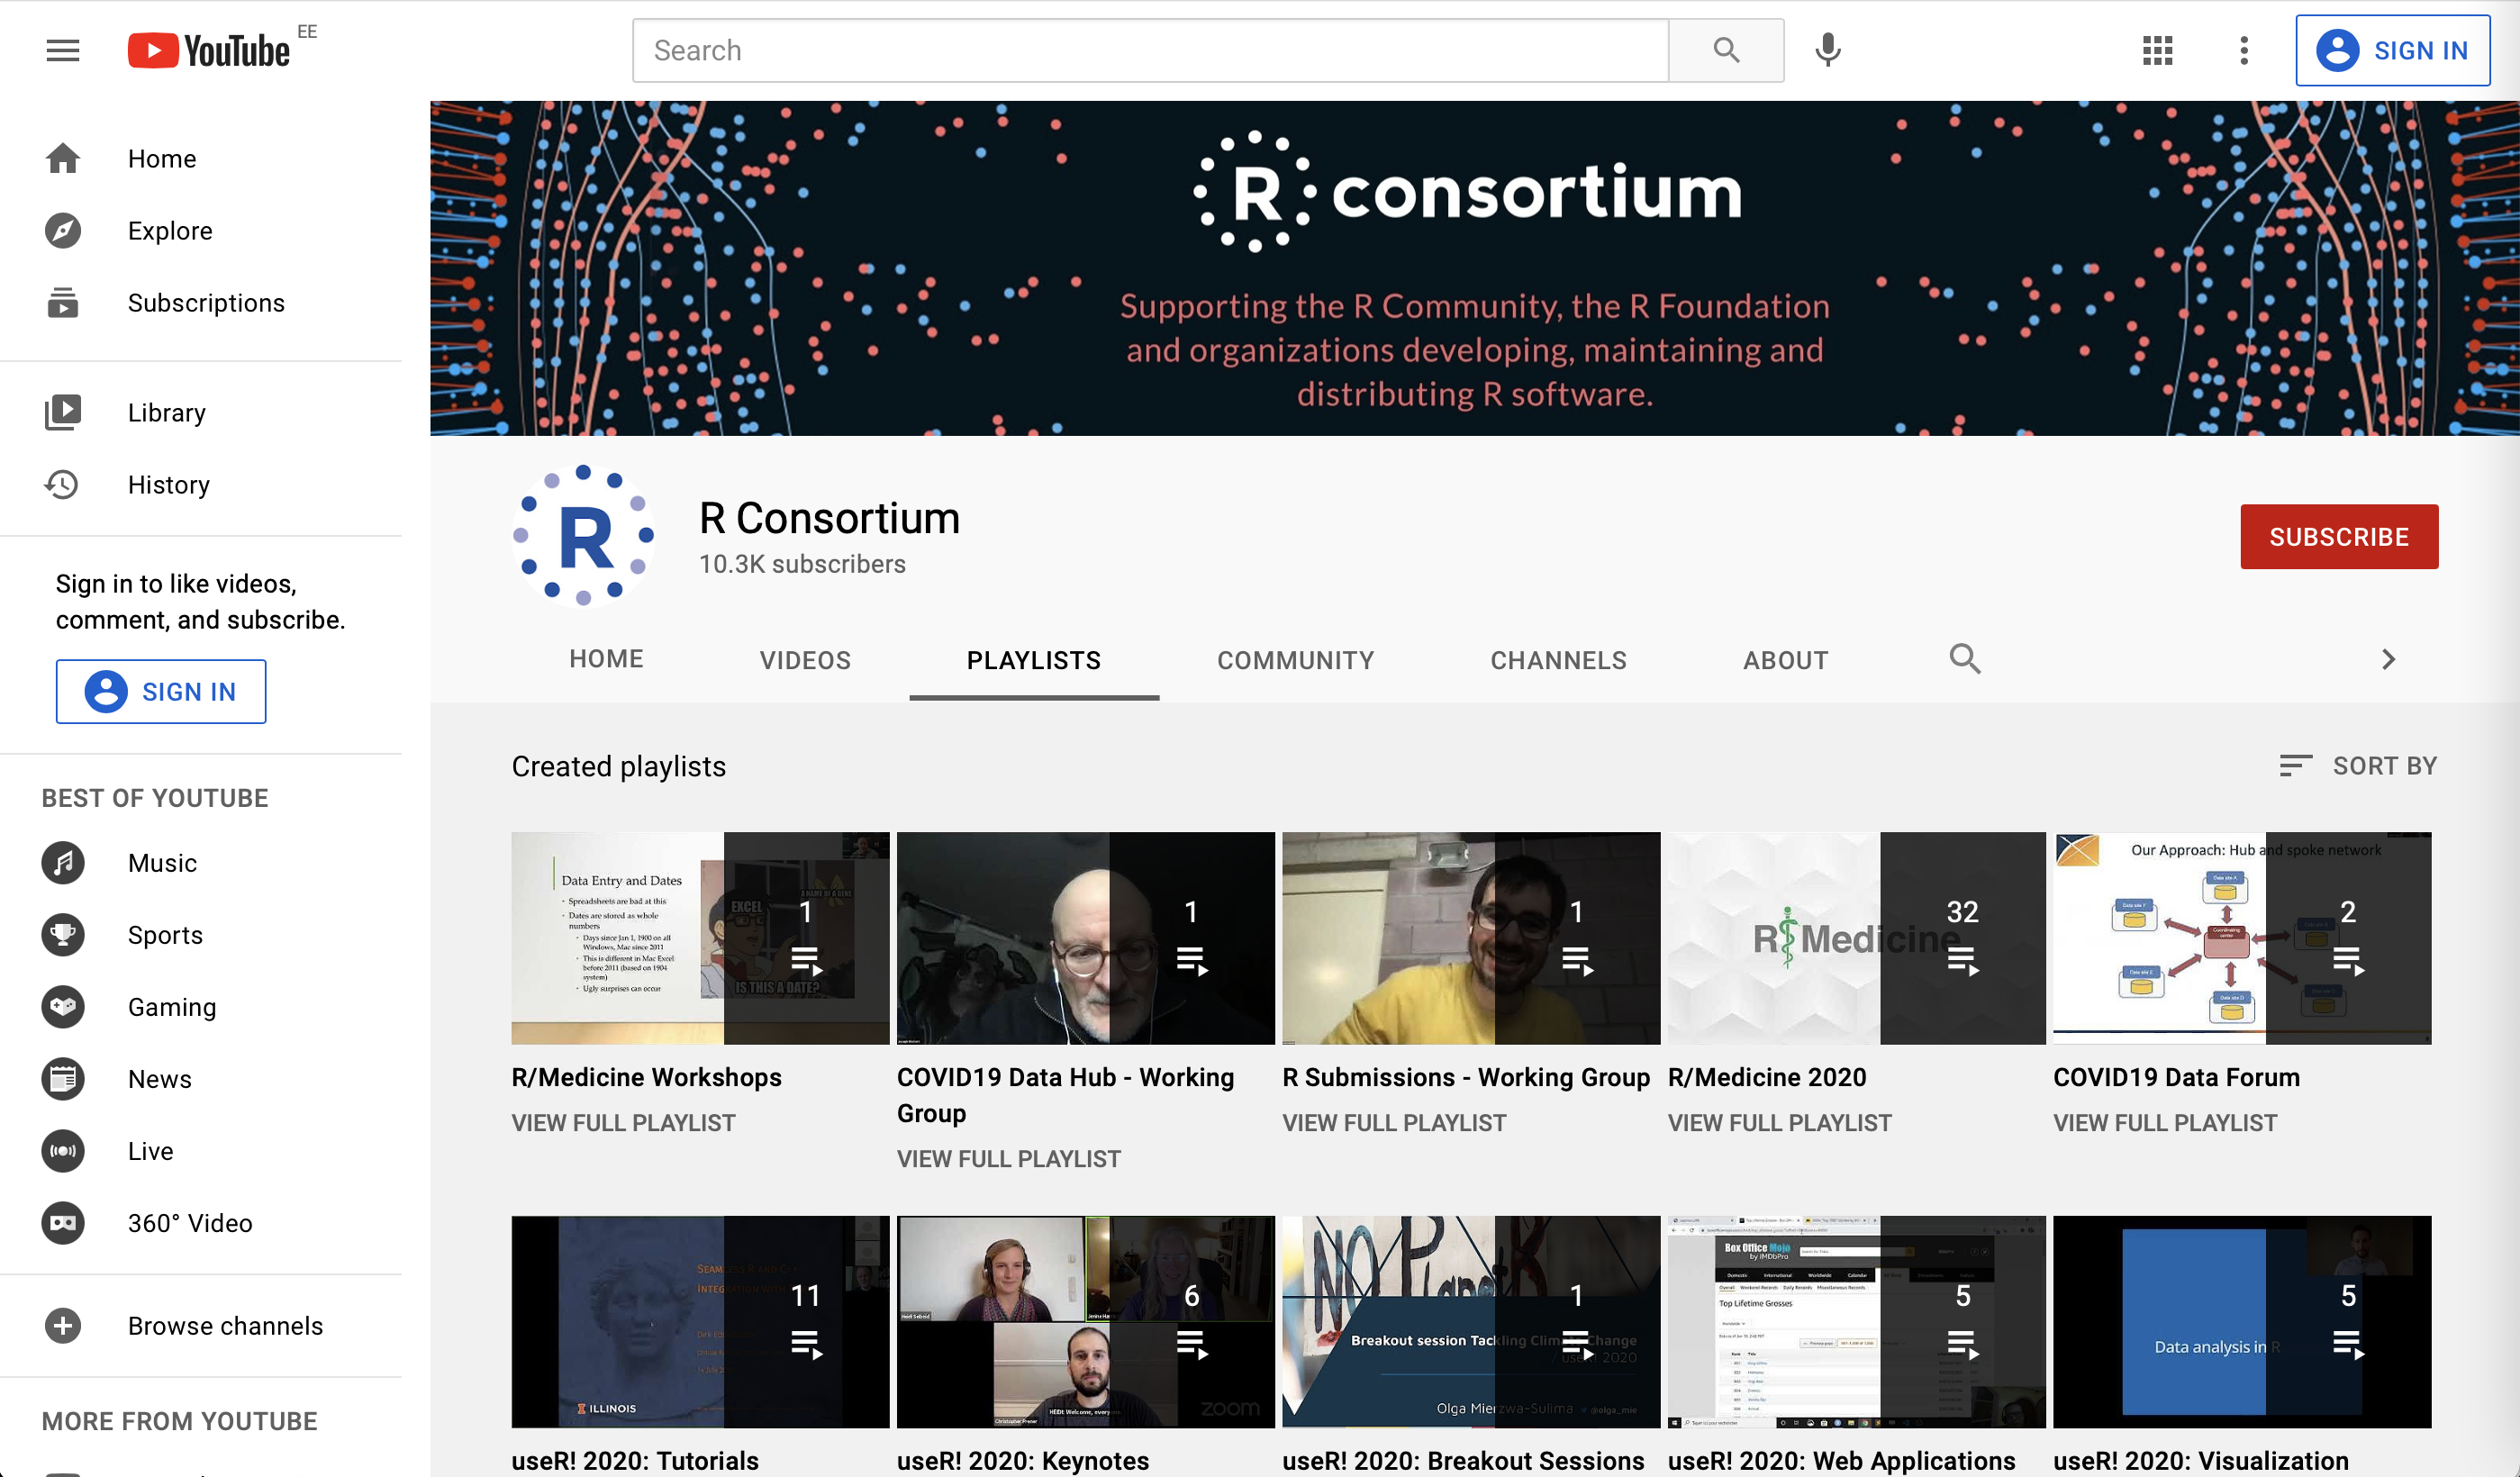 YouTube EE
Search
SIGN IN
Home
Explore
Subscriptions
Library
History
Sign in to like videos,
comment, and subscribe.
SIGN IN
BEST OF YOUTUBE
Music
Sports
Gaming
News
Live
360° Video
Browse channels
MORE FROM YOUTUBE
R consortium
Supporting the R Community, the R Foundation
and organizations developing, maintaining and
distributing R software.
R
R Consortium
10.3K subscribers
SUBSCRIBE
HOME VIDEOS PLAYLISTS COMMUNITY CHANNELS ABOUT
Created playlists
SORT BY
Data Entry and Dates
Spreadsheets are bad at this
Dates are stored as whole
numbers
Days since Jan 1, 1900 on all
Windows, Mac since 2011
This is different in Mac Excel
before 2011 (based on 1904
system)
Ugly surprises can occur
EXCEL
IS THIS A DATE?
1
R/Medicine Workshops
VIEW FULL PLAYLIST
1
COVID19 Data Hub - Working
Group
VIEW FULL PLAYLIST
1
R Submissions - Working Group
VIEW FULL PLAYLIST
R Medicine
32
R/Medicine 2020
VIEW FULL PLAYLIST
Our Approach: Hub and spoke network
2
COVID19 Data Forum
VIEW FULL PLAYLIST
ILLINOIS
11
useR! 2020: Tutorials
zoom
6
useR! 2020: Keynotes
NO PlaneR
Breakout session Tackling Climate Change
useR! 2020
Olga Mierzwa-Sulima @olga_mie
1
useR! 2020: Breakout Sessions
Box Office Mojo
by IMDbPro
Domestic International Worldwide Calendar
Top Lifetime Grosses
5
useR! 2020: Web Applications
Data analysis in R
5
useR! 2020: Visualization